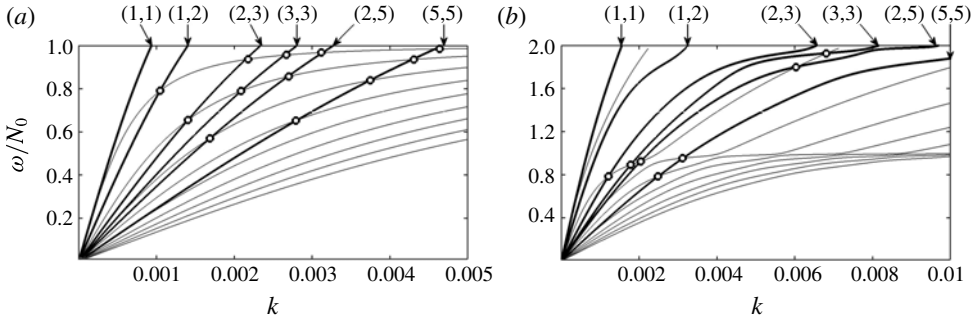 (a) (1,1) (1,2) (2,3) (3,3) (2,5) (5,5)
1.0
0.8
0.6
0.4
0.2
ω/N0
0.001 0.002 0.003 0.004 0.005
k
(b) (1,1) (1,2) (2,3) (3,3) (2,5) (5,5)
2.0
1.6
1.2
0.8
0.4
0.002 0.004 0.006 0.008 0.01
k